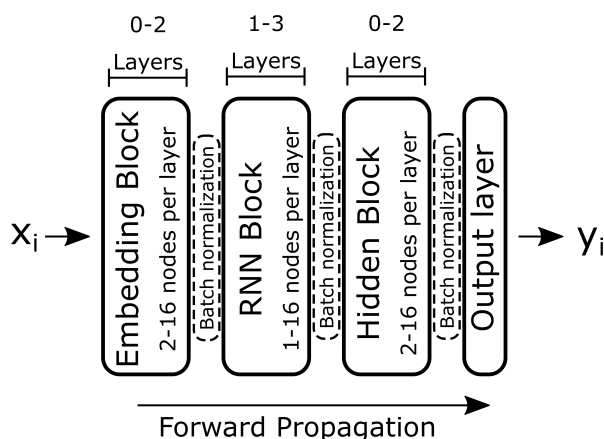 0-2
1-3
0-2
Layers
Layers
Layers
x_i
Embedding Block
2-16 nodes per layer
Batch normalization
RNN Block
1-16 nodes per layer
Batch normalization
Hidden Block
2-16 nodes per layer
Batch normalization
Output layer
y_i
Forward Propagation